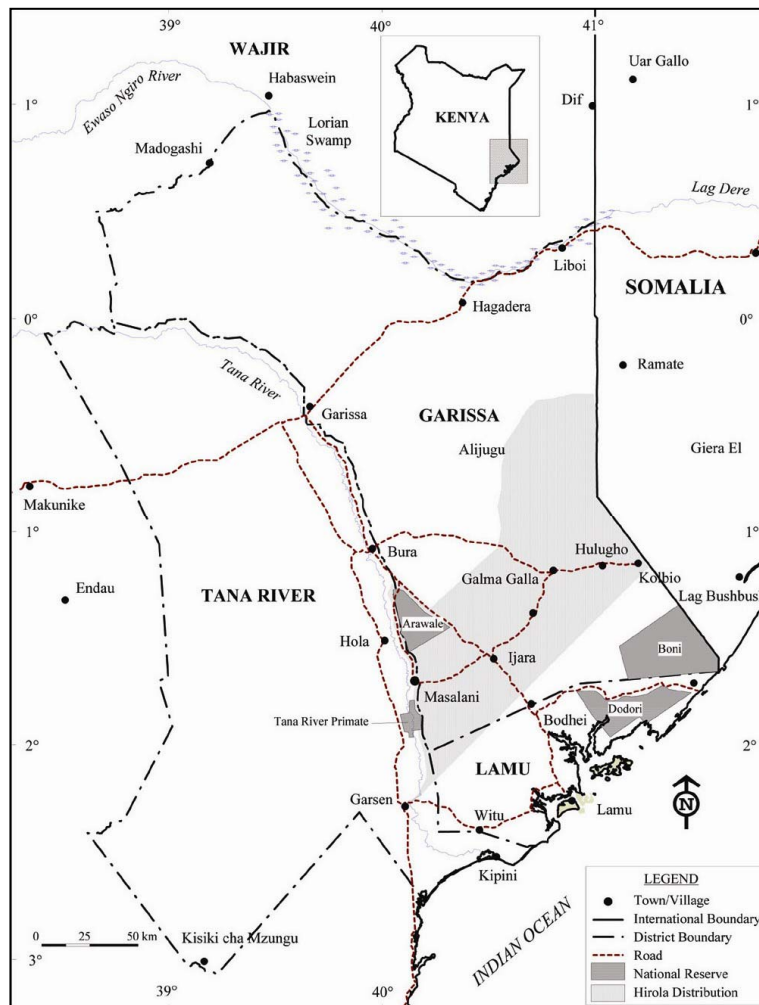 39° 40° 41°
WAJIR
Uar Gallo
Habaswein
Ewaso Ngiro River
1° 1°
KENYA
Dif
Lorian
Swamp
Madogashi
Lag Dere
Liboi
SOMALIA
Hagadera
0° 0°
Ramate
Tana River
Garissa
GARISSA
Alijugu
Giera El
Makunike
1° 1°
Bura
Hulugho
Galma Galla
Kolbio
Endau
TANA RIVER
Lag Bushbus
Arawale
Hola
Boni
Ijara
Masalani
Dodori
Tana River Primate
Bodhei
2° 2°
LAMU
Garsen
Lamu
Witu
N
Kipini
INDIAN OCEAN
LEGEND
Town/Village
International Boundary
District Boundary
Road
National Reserve
Hirola Distribution
0 25 50 km
Kisiki cha Mzungu
3° 3°
39° 40°